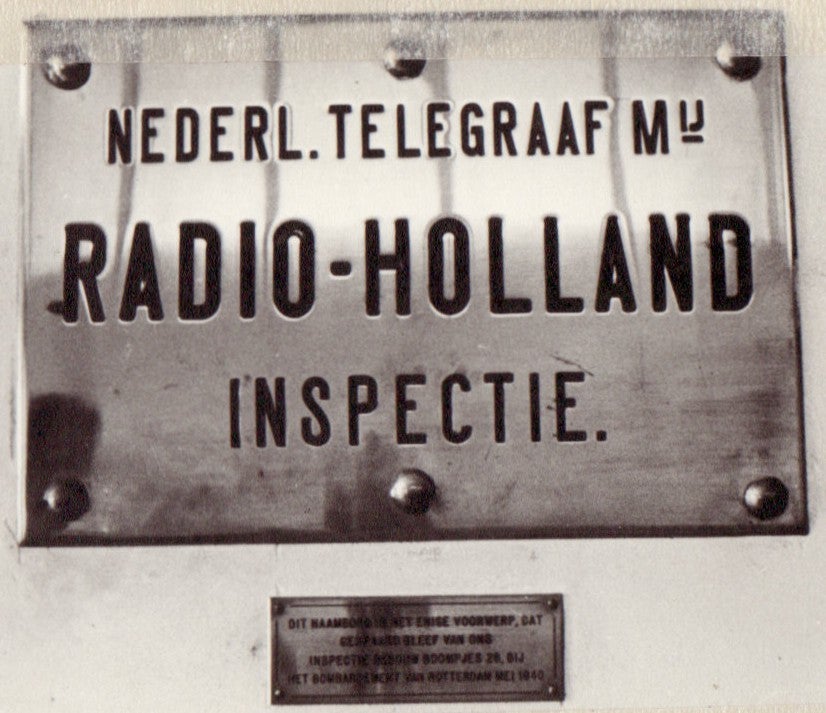 NEDERL. TELEGRAAF MIJ
RADIO-HOLLAND
INSPECTIE.
DIT NAAMBORD IS HET ENIGE VOORWERP, DAT
GESPAARD BLEEF VAN ONS
INSPECTIE GEBOUW BOOMPJES 26, BIJ
HET BOMBARDEMENT VAN ROTTERDAM MEI 1940